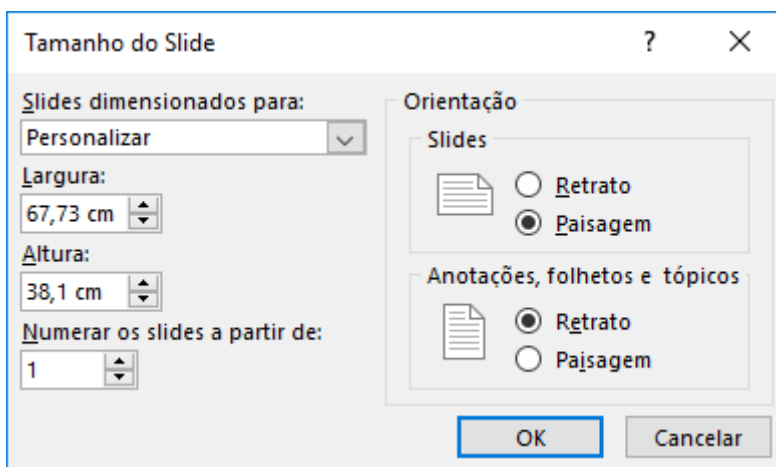 Tamanho do Slide
?
Slides dimensionados para:
Personalizar
Largura:
67,73 cm
Altura:
38,1 cm
Numerar os slides a partir de:
1
Orientação
Slides
Retrato
Paisagem
Anotações, folhetos e tópicos
Retrato
Paisagem
OK
Cancelar